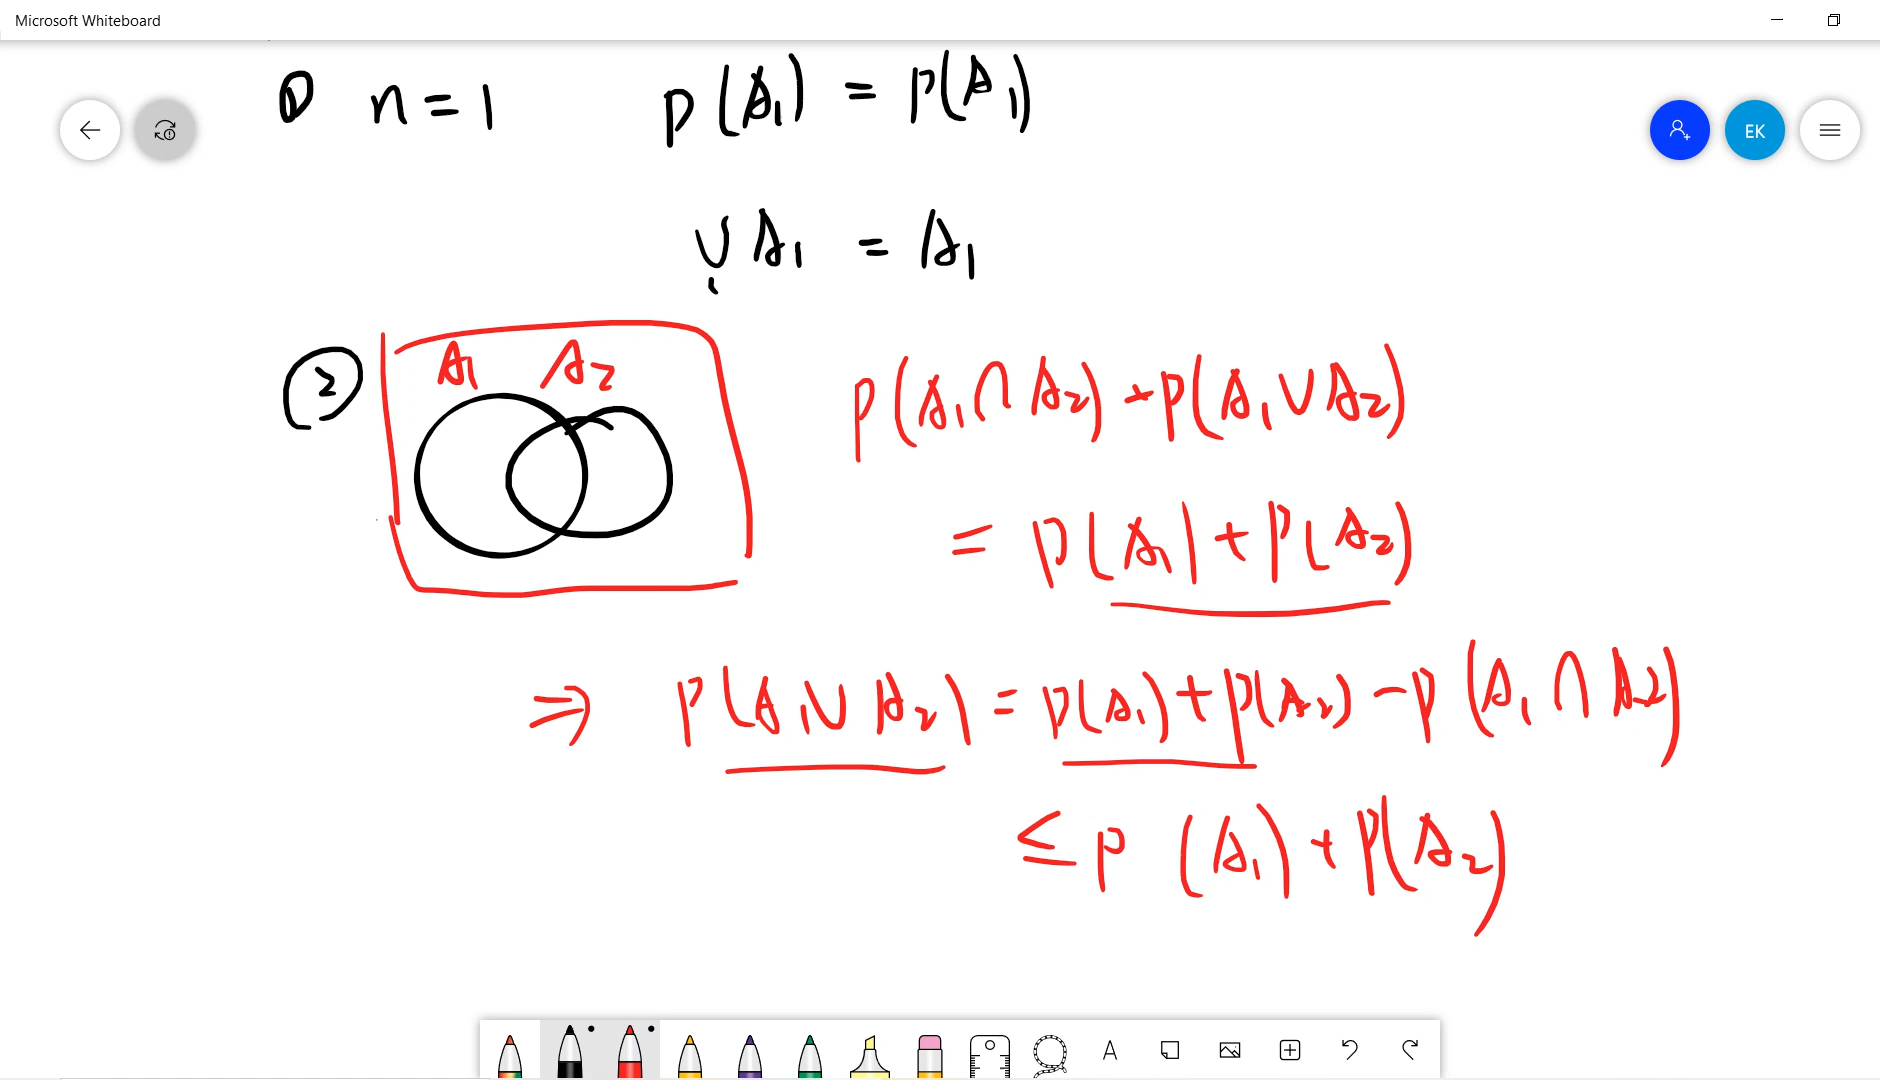 Microsoft Whiteboard
① n = 1 P(A₁) = P(A₁)
EK
∪ A₁ = A₁
②
A₁ A₂
P(A₁∩A₂) + P(A₁∪A₂)
= P(A₁) + P(A₂)
⇒ P(A₁∪A₂) = P(A₁) + P(A₂) − P(A₁∩A₂)
≤ P(A₁) + P(A₂)
A